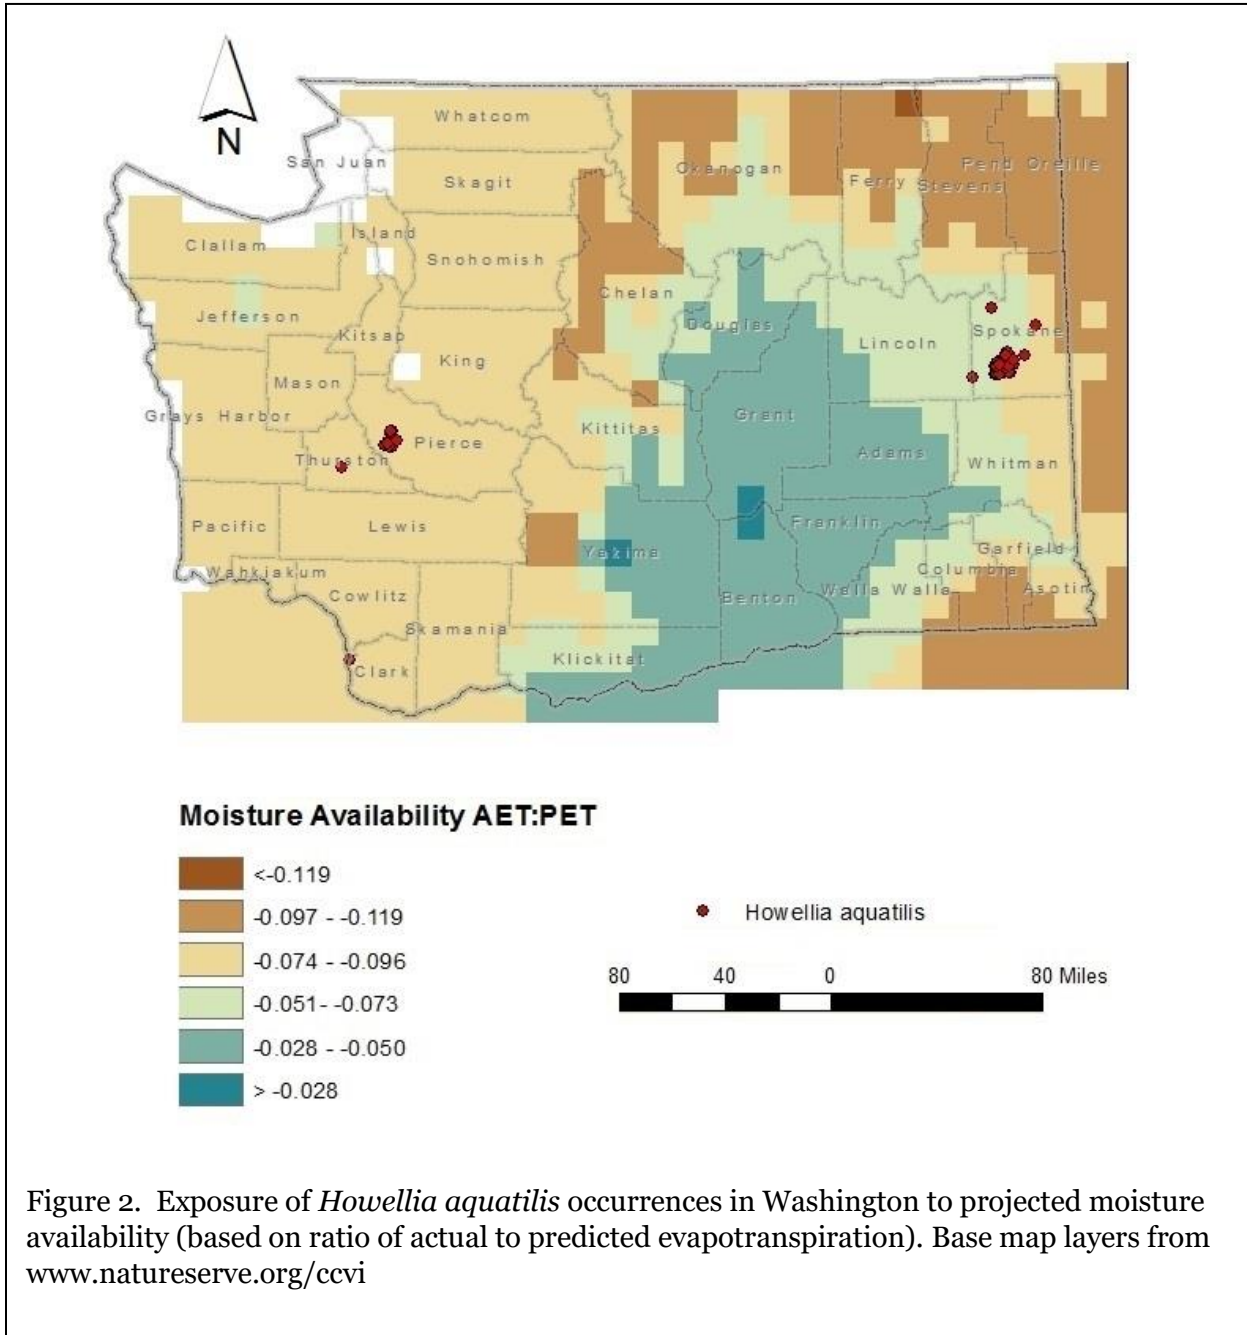 Whatcom
San Juan
Okanogan
Pend Oreille
Skagit
Ferry
Stevens
Island
Clallam
Snohomish
Chelan
Jefferson
Douglas
Kitsap
Spokane
King
Lincoln
Mason
Grays Harbor
Grant
Kittitas
Pierce
Adams
Thurston
Whitman
Pacific
Lewis
Franklin
Yakima
Garfield
Wahkiakum
Columbia
Cowlitz
Benton
Walla Walla
Asotin
Skamania
Klickitat
Clark
N
Moisture Availability AET:PET
<-0.119
-0.097 - -0.119
-0.074 - -0.096
-0.051- -0.073
-0.028 - -0.050
> -0.028
Howellia aquatilis
80 40 0 80 Miles
Figure 2.  Exposure of Howellia aquatilis occurrences in Washington to projected moisture
availability (based on ratio of actual to predicted evapotranspiration). Base map layers from
www.natureserve.org/ccvi